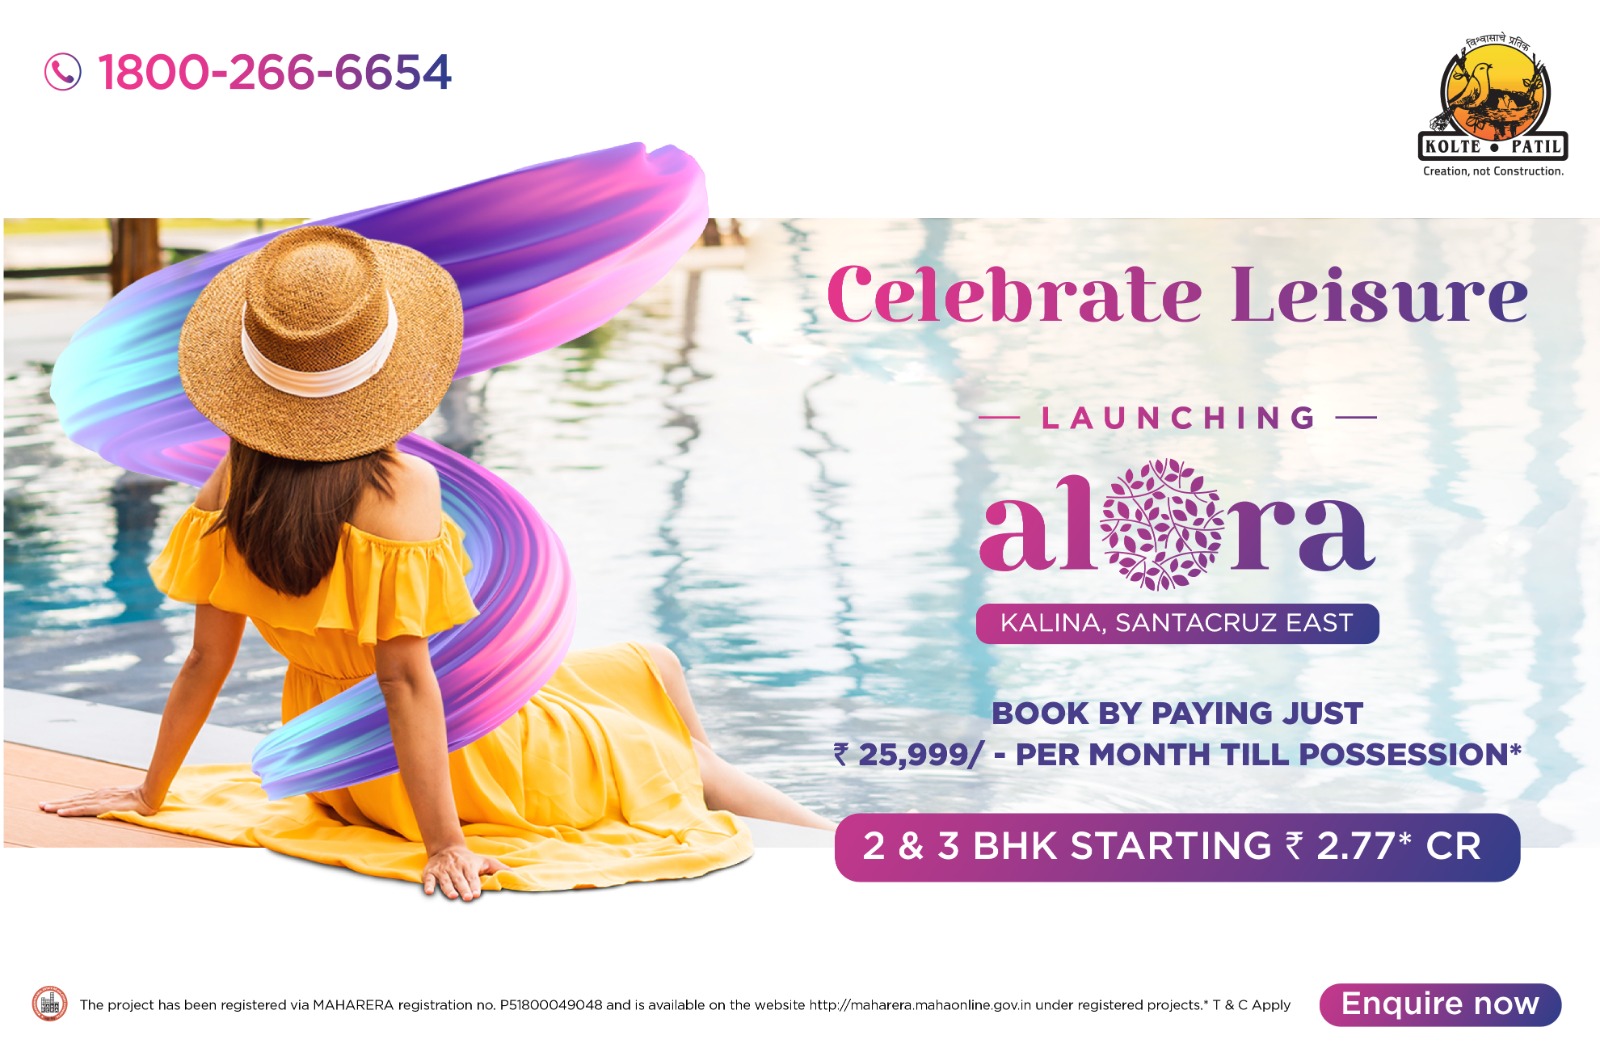 1800-266-6654
विश्वासाचे प्रतिक
KOLTE • PATIL
Creation, not Construction.
Celebrate Leisure
LAUNCHING
alora
KALINA, SANTACRUZ EAST
BOOK BY PAYING JUST
₹ 25,999/ - PER MONTH TILL POSSESSION*
2 & 3 BHK STARTING ₹ 2.77* CR
The project has been registered via MAHARERA registration no. P51800049048 and is available on the website http://maharera.mahaonline.gov.in under registered projects.* T & C Apply
Enquire now